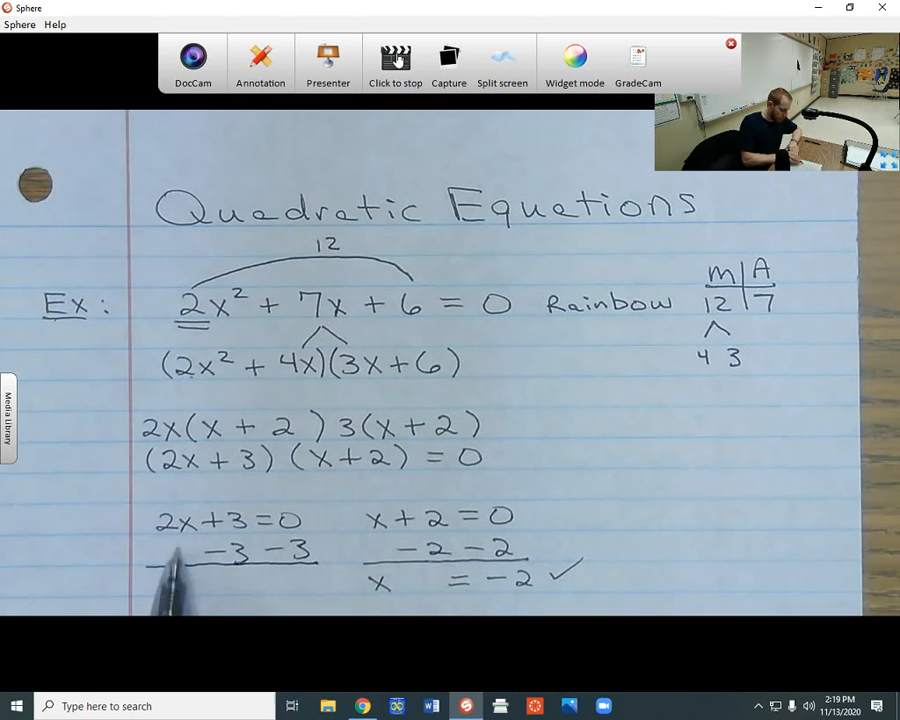 Sphere
Sphere Help
DocCam Annotation Presenter Click to stop Capture Split screen Widget mode GradeCam
Media Library
Quadratic Equations
12
Ex: 2x² + 7x + 6 = 0 Rainbow
M | A
12 | 7
4 3
(2x² + 4x)(3x + 6)
2x(x + 2 ) 3(x + 2)
(2x + 3) (x + 2) = 0
2x + 3 = 0 x + 2 = 0
-3 -3 -2 -2
x = -2 ✓
Type here to search
2:19 PM
11/13/2020